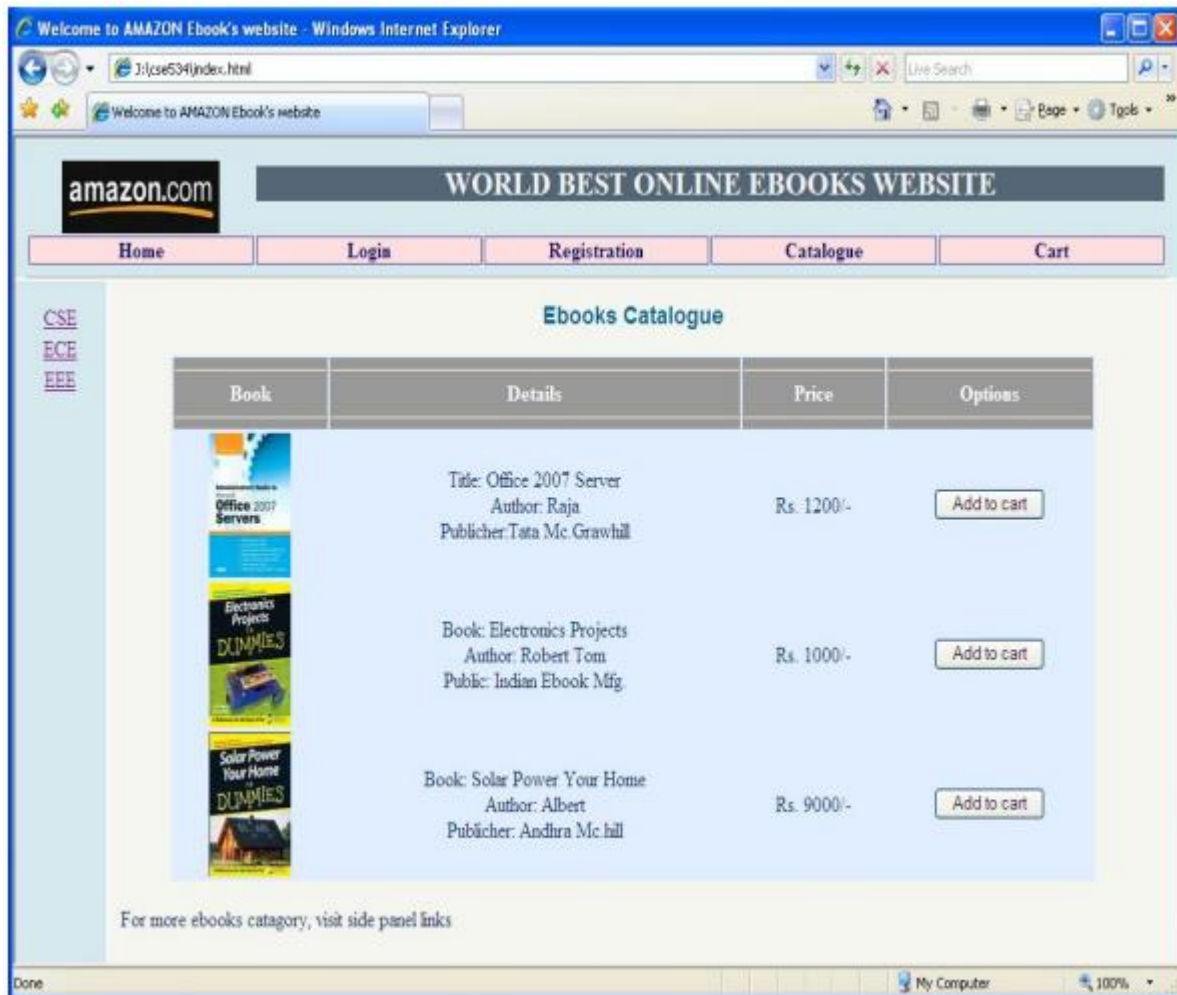 Welcome to AMAZON Ebook's website - Windows Internet Explorer
J:\cse534\index.html
Live Search
Welcome to AMAZON Ebook's website
Page
Tools
amazon.com
WORLD BEST ONLINE EBOOKS WEBSITE
Home Login Registration Catalogue Cart
CSE
ECE
EEE
Ebooks Catalogue
Book Details Price Options
Office 2007
Servers
Title: Office 2007 Server
Author: Raja
Publicher:Tata Mc.Grawhill
Rs. 1200/-
Add to cart
Electronics
Projects
DUMMIES
Book: Electronics Projects
Author: Robert Tom
Public: Indian Ebook Mfg.
Rs. 1000/-
Add to cart
Solar Power
Your Home
DUMMIES
Book: Solar Power Your Home
Author: Albert
Publicher: Andhra Mc.hill
Rs. 9000/-
Add to cart
For more ebooks catagory, visit side panel links
Done
My Computer
100%